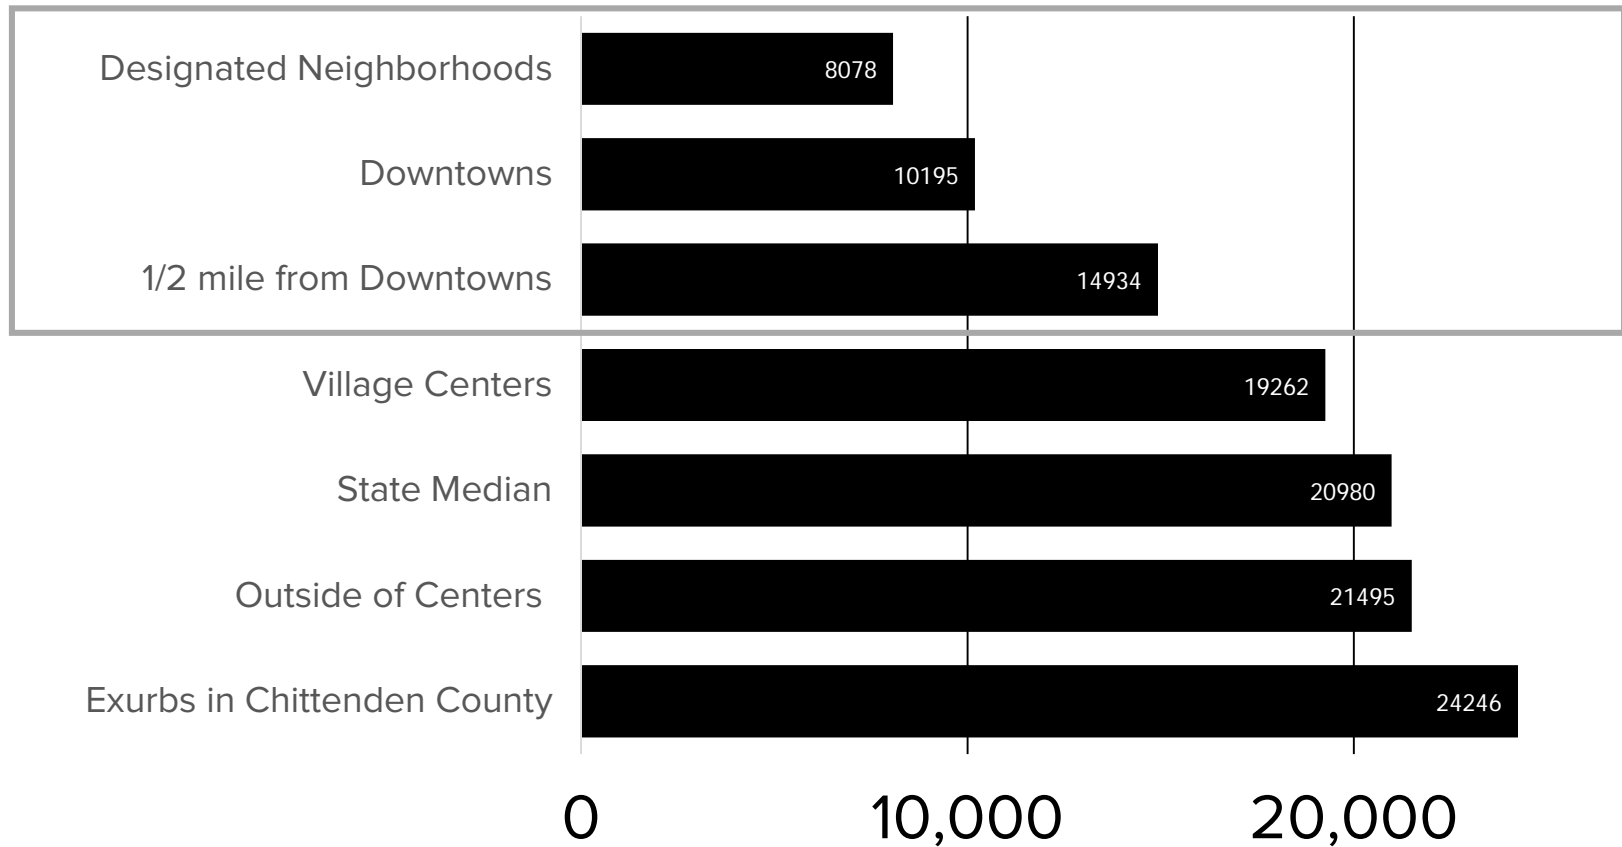 Designated Neighborhoods 8078
Downtowns 10195
1/2 mile from Downtowns 14934
Village Centers 19262
State Median 20980
Outside of Centers 21495
Exurbs in Chittenden County 24246
0 10,000 20,000